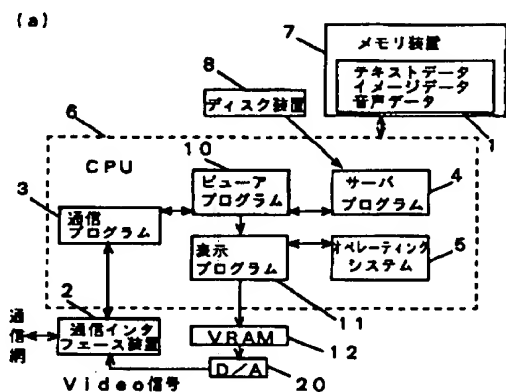 (a)
7
メモリ装置
テキストデータ
イメージデータ
音声データ
1
8
ディスク装置
6
CPU
10
ビューア
プログラム
サーバ
プログラム
4
3
通信
プログラム
表示
プログラム
オペレーティング
システム
5
11
2
通信インタ
フェース装置
通信網
VRAM
12
D/A
20
Video信号